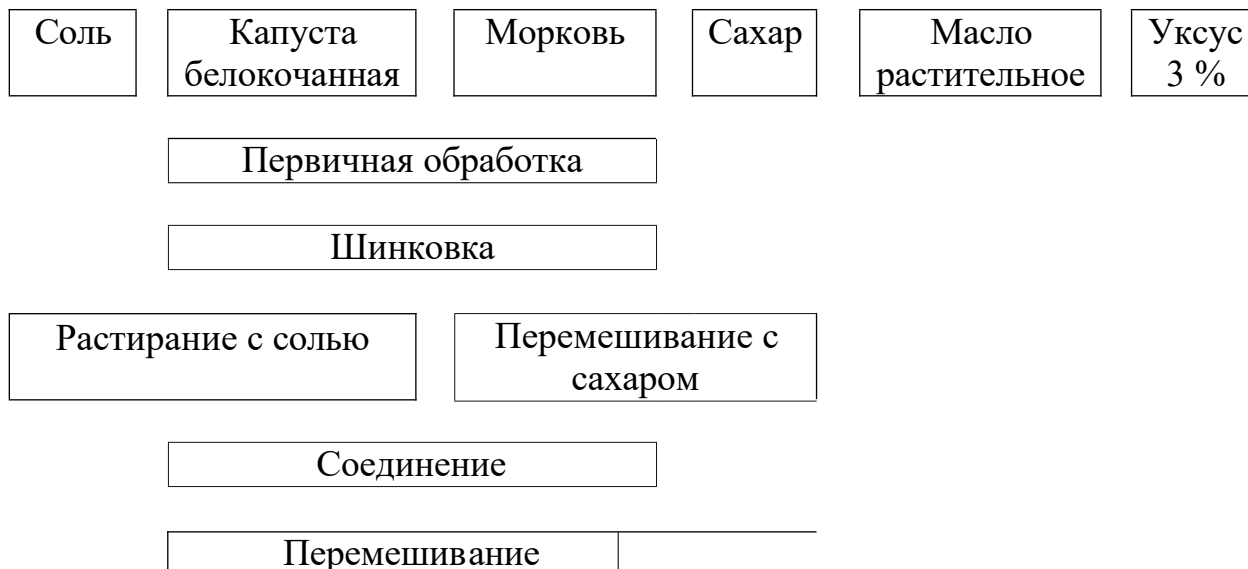 Соль Капуста Морковь Сахар Масло Уксус
белокочанная растительное 3 %
Первичная обработка
Шинковка
Растирание с солью Перемешивание с
сахаром
Соединение
Перемешивание